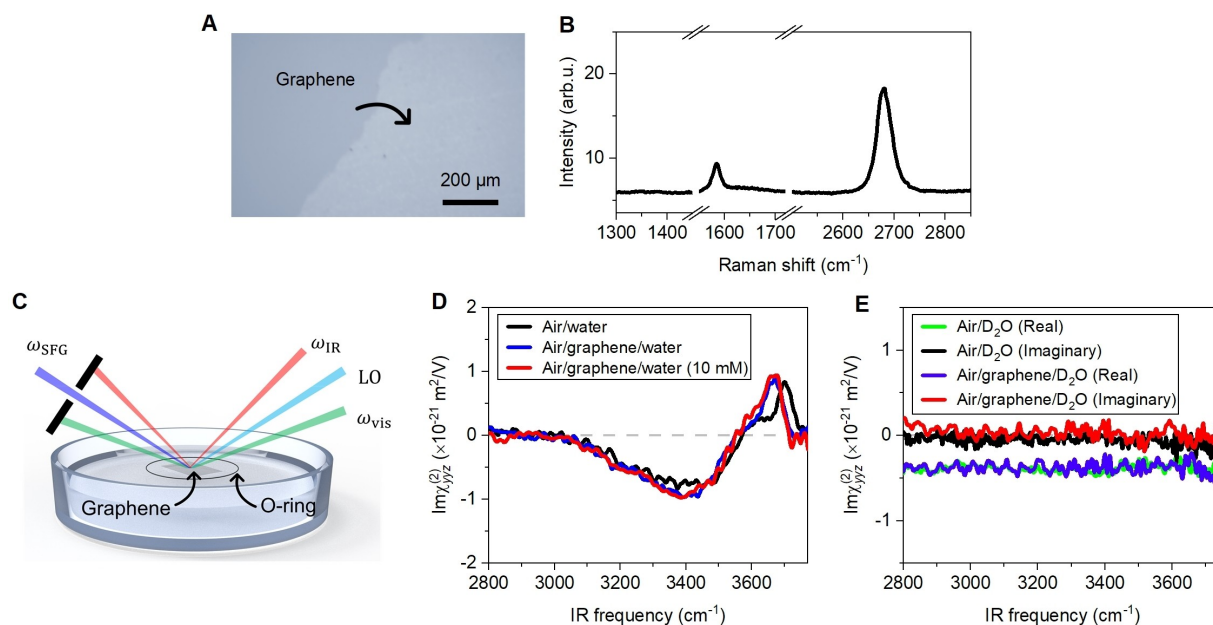 A
Graphene
200 µm
B
Intensity (arb.u.)
20
10
1300 1400 1600 1700 2600 2700 2800
Raman shift (cm⁻¹)
C
ω_SFG
ω_IR
LO
ω_vis
Graphene
O-ring
D
Imχ_yyz^(2) (×10⁻²¹ m²/V)
2
1
0
-1
-2
Air/water
Air/graphene/water
Air/graphene/water (10 mM)
2800 3000 3200 3400 3600
IR frequency (cm⁻¹)
E
Imχ_yyz^(2) (×10⁻²¹ m²/V)
1
0
-1
Air/D₂O (Real)
Air/D₂O (Imaginary)
Air/graphene/D₂O (Real)
Air/graphene/D₂O (Imaginary)
2800 3000 3200 3400 3600
IR frequency (cm⁻¹)